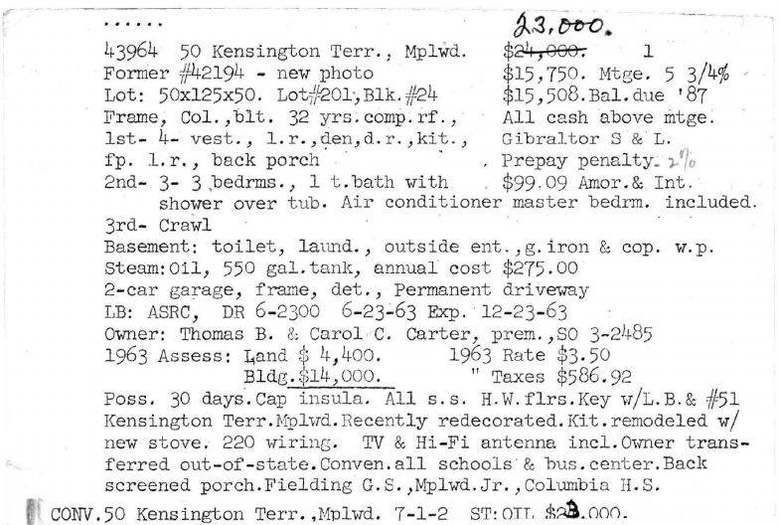 ......
23,000.
43964 50 Kensington Terr., Mplwd. $24,000. 1
Former #42194 - new photo $15,750. Mtge. 5 3/4%
Lot: 50x125x50. Lot#201,Blk.#24 $15,508.Bal.due '87
Frame, Col.,blt. 32 yrs.comp.rf., All cash above mtge.
1st- 4- vest., l.r.,den,d.r.,kit., Gibraltor S & L.
fp. l.r., back porch . Prepay penalty. 2%
2nd- 3- 3 bedrms., 1 t.bath with $99.09 Amor.& Int.
shower over tub. Air conditioner master bedrm. included.
3rd- Crawl
Basement: toilet, laund., outside ent.,g.iron & cop. w.p.
Steam:Oil, 550 gal.tank, annual cost $275.00
2-car garage, frame, det., Permanent driveway
LB: ASRC, DR 6-2300 6-23-63 Exp. 12-23-63
Owner: Thomas B. & Carol C. Carter, prem.,SO 3-2485
1963 Assess: Land $ 4,400. 1963 Rate $3.50
Bldg.$14,000. " Taxes $586.92
Poss. 30 days.Cap insula. All s.s. H.W.flrs.Key w/L.B.& #51
Kensington Terr.Mplwd.Recently redecorated.Kit.remodeled w/
new stove. 220 wiring. TV & Hi-Fi antenna incl.Owner trans-
ferred out-of-state.Conven.all schools & bus.center.Back
screened porch.Fielding G.S.,Mplwd.Jr.,Columbia H.S.
CONV.50 Kensington Terr.,Mplwd. 7-1-2 ST:OIL $23.000.